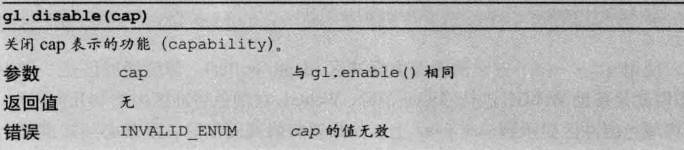 gl.disable(cap)
关闭 cap 表示的功能（capability）。
参数 cap 与 gl.enable() 相同
返回值 无
错误 INVALID_ENUM cap 的值无效